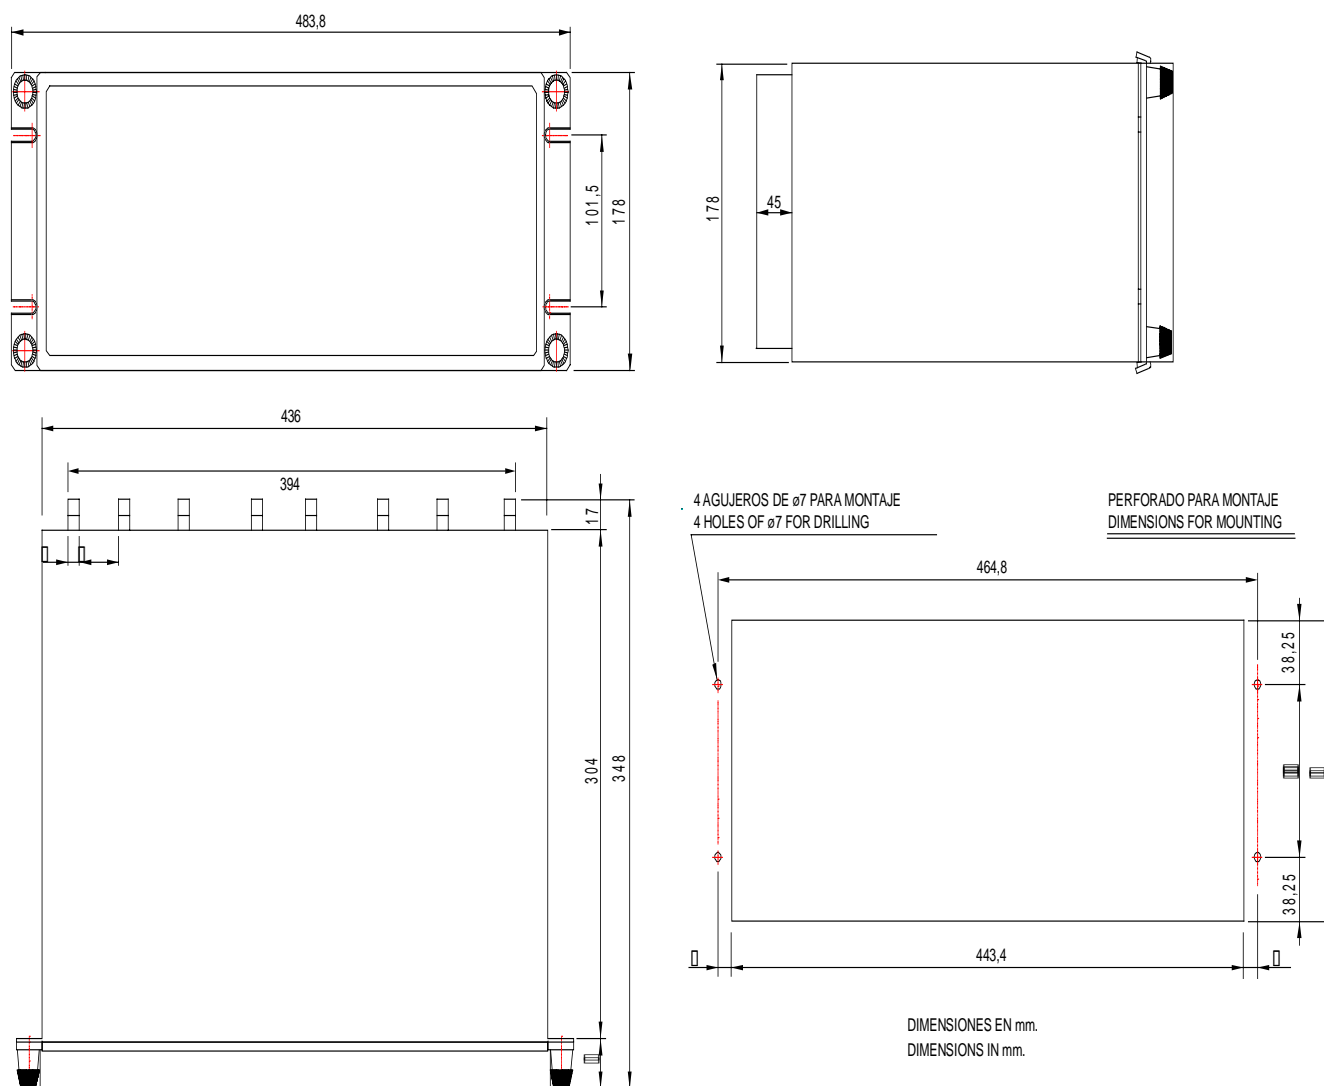 483,8
101,5
178
178
45
436
394
17
304
348
4 AGUJEROS DE ø7 PARA MONTAJE
4 HOLES OF ø7 FOR DRILLING
PERFORADO PARA MONTAJE
DIMENSIONS FOR MOUNTING
464,8
38,25
38,25
443,4
DIMENSIONES EN mm.
DIMENSIONS IN mm.